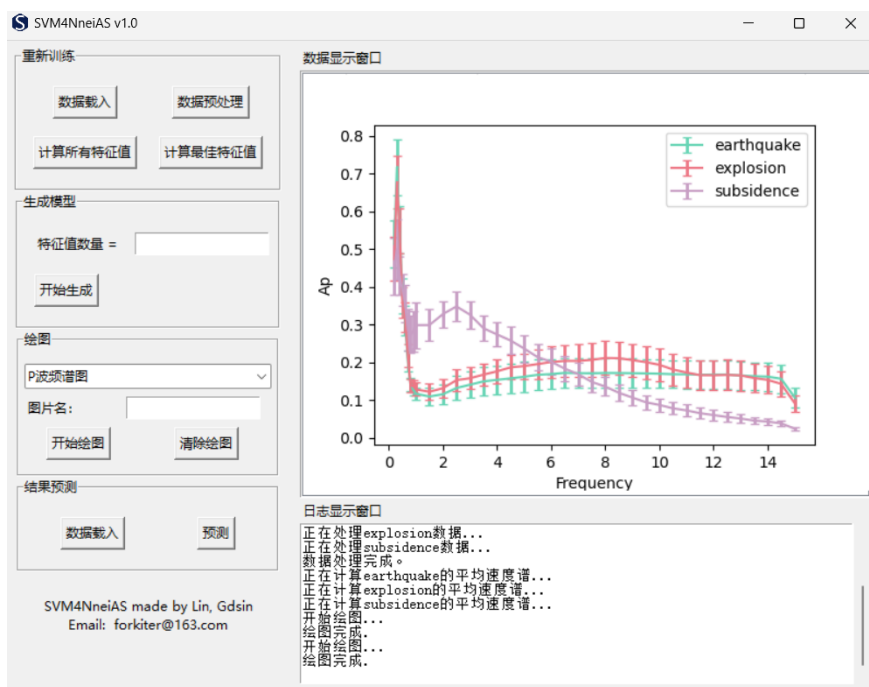 SVM4NneiAS v1.0
重新训练
数据载入 数据预处理
计算所有特征值 计算最佳特征值
生成模型
特征值数量 =
开始生成
绘图
P波频谱图
图片名:
开始绘图 清除绘图
结果预测
数据载入 预测
SVM4NneiAS made by Lin, Gdsin
Email: forkiter@163.com
数据显示窗口
earthquake
explosion
subsidence
0.8
0.7
0.6
0.5
0.4
0.3
0.2
0.1
0.0
Ap
0 2 4 6 8 10 12 14
Frequency
日志显示窗口
正在处理explosion数据...
正在处理subsidence数据...
数据处理完成。
正在计算earthquake的平均速度谱...
正在计算explosion的平均速度谱...
正在计算subsidence的平均速度谱...
开始绘图...
绘图完成.
开始绘图...
绘图完成.